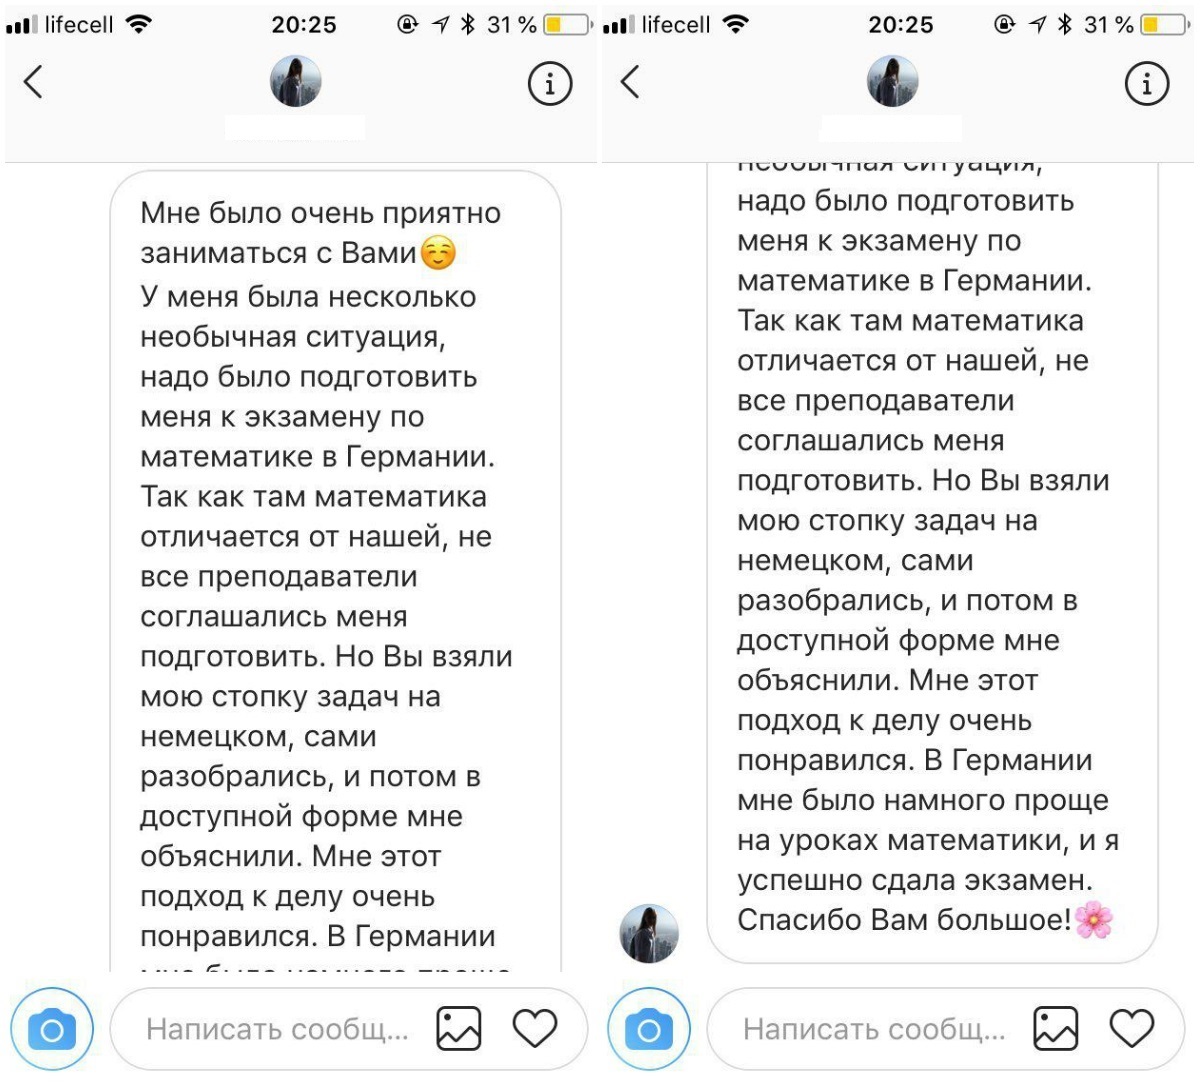 lifecell 20:25 31 %
Мне было очень приятно
заниматься с Вами☺️
У меня была несколько
необычная ситуация,
надо было подготовить
меня к экзамену по
математике в Германии.
Так как там математика
отличается от нашей, не
все преподаватели
соглашались меня
подготовить. Но Вы взяли
мою стопку задач на
немецком, сами
разобрались, и потом в
доступной форме мне
объяснили. Мне этот
подход к делу очень
понравился. В Германии
мне было намного проще
Написать сообщ...
lifecell 20:25 31 %
необычная ситуация,
надо было подготовить
меня к экзамену по
математике в Германии.
Так как там математика
отличается от нашей, не
все преподаватели
соглашались меня
подготовить. Но Вы взяли
мою стопку задач на
немецком, сами
разобрались, и потом в
доступной форме мне
объяснили. Мне этот
подход к делу очень
понравился. В Германии
мне было намного проще
на уроках математики, и я
успешно сдала экзамен.
Спасибо Вам большое!🌸
Написать сообщ...